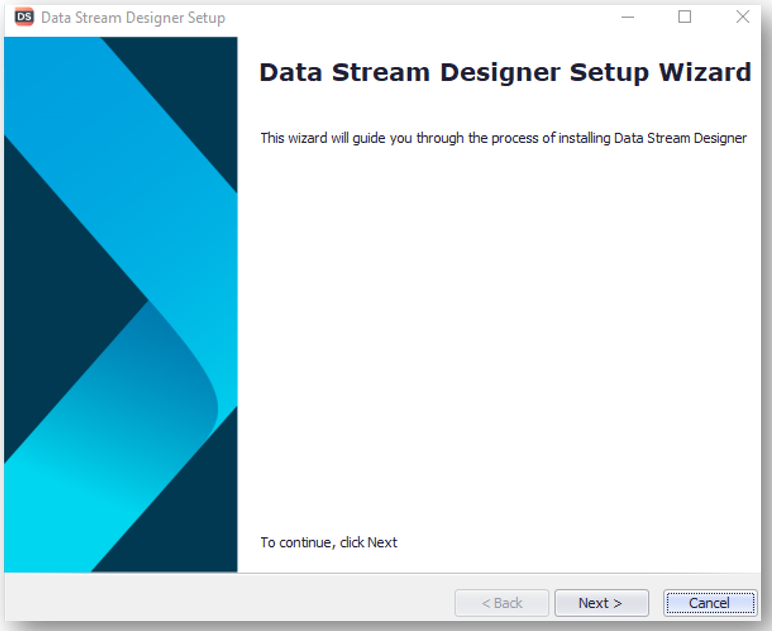 DS Data Stream Designer Setup
Data Stream Designer Setup Wizard
This wizard will guide you through the process of installing Data Stream Designer
To continue, click Next
< Back Next > Cancel